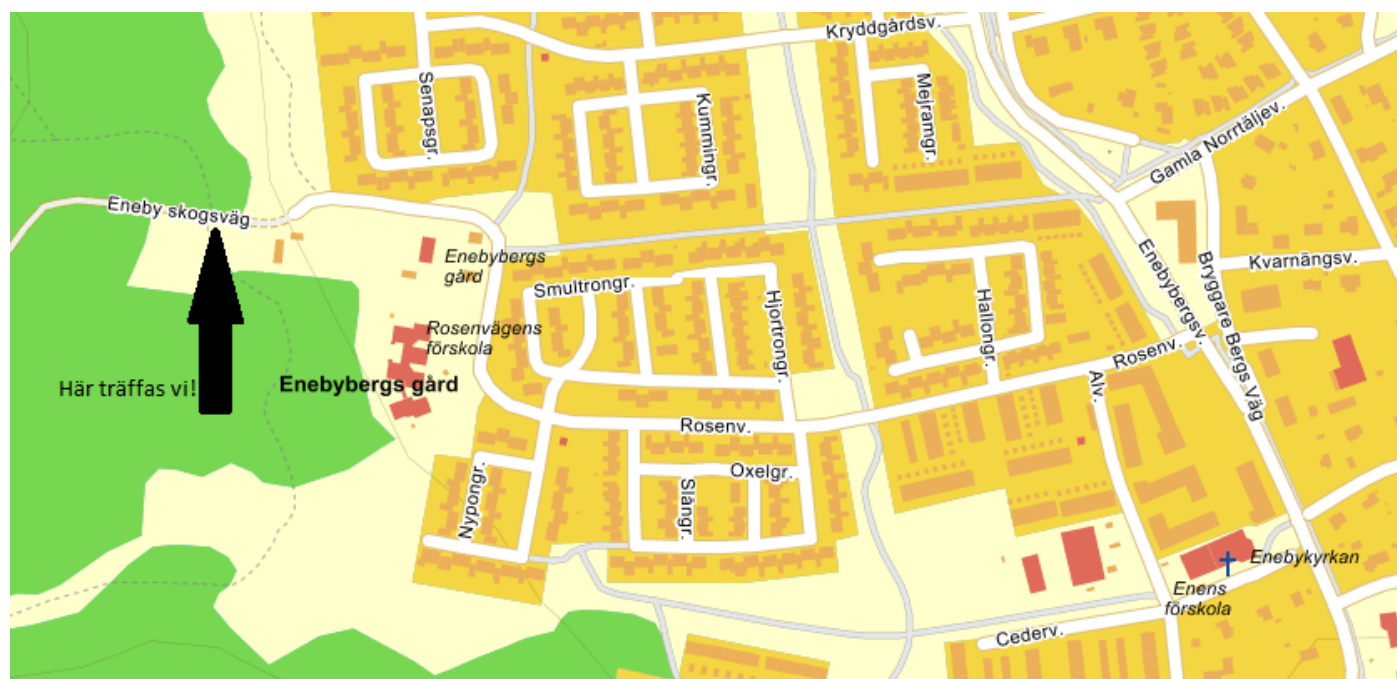 Kryddgårdsv.
Senapsgr.
Kummingr.
Mejramgr.
Gamla Norrtäljev.
Eneby skogsväg
Enebybergs
gård
Smultrongr.
Hjortrongr.
Hallongr.
Enebybergsv.
Bryggare Bergs Väg
Kvarnängsv.
Rosenvägens
förskola
Här träffas vi!
Enebybergs gård
Rosenv.
Alv.
Rosenv.
Oxelgr.
Nypongr.
Slångr.
Enebykyrkan
Enens
förskola
Cederv.